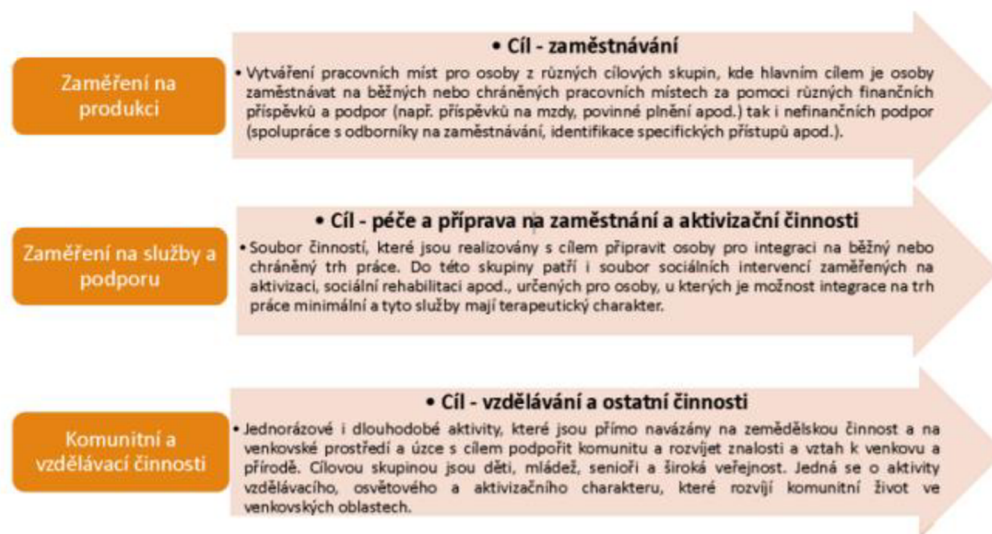 Zaměření na
produkci
• Cíl - zaměstnávání
• Vytváření pracovních míst pro osoby z různých cílových skupin, kde hlavním cílem je osoby
zaměstnávat na běžných nebo chráněných pracovních místech za pomoci různých finančních
příspěvků a podpor (např. příspěvků na mzdy, povinné plnění apod.) tak i nefinančních podpor
(spolupráce s odborníky na zaměstnávání, identifikace specifických přístupů apod.).
Zaměření na služby a
podporu
• Cíl - péče a příprava na zaměstnání a aktivizační činnosti
• Soubor činností, které jsou realizovány s cílem připravit osoby pro integraci na běžný nebo
chráněný trh práce. Do této skupiny patří i soubor sociálních intervencí zaměřených na
aktivizaci, sociální rehabilitaci apod., určených pro osoby, u kterých je možnost integrace na trh
práce minimální a tyto služby mají terapeutický charakter.
Komunitní a
vzdělávací činnosti
• Cíl - vzdělávání a ostatní činnosti
• Jednorázové i dlouhodobé aktivity, které jsou přímo navázány na zemědělskou činnost a na
venkovské prostředí a úzce s cílem podpořit komunitu a rozvíjet znalosti a vztah k venkovu a
přírodě. Cílovou skupinou jsou děti, mládež, senioři a široká veřejnost. Jedná se o aktivity
vzdělávacího, osvětového a aktivizačního charakteru, které rozvíjí komunitní život ve
venkovských oblastech.